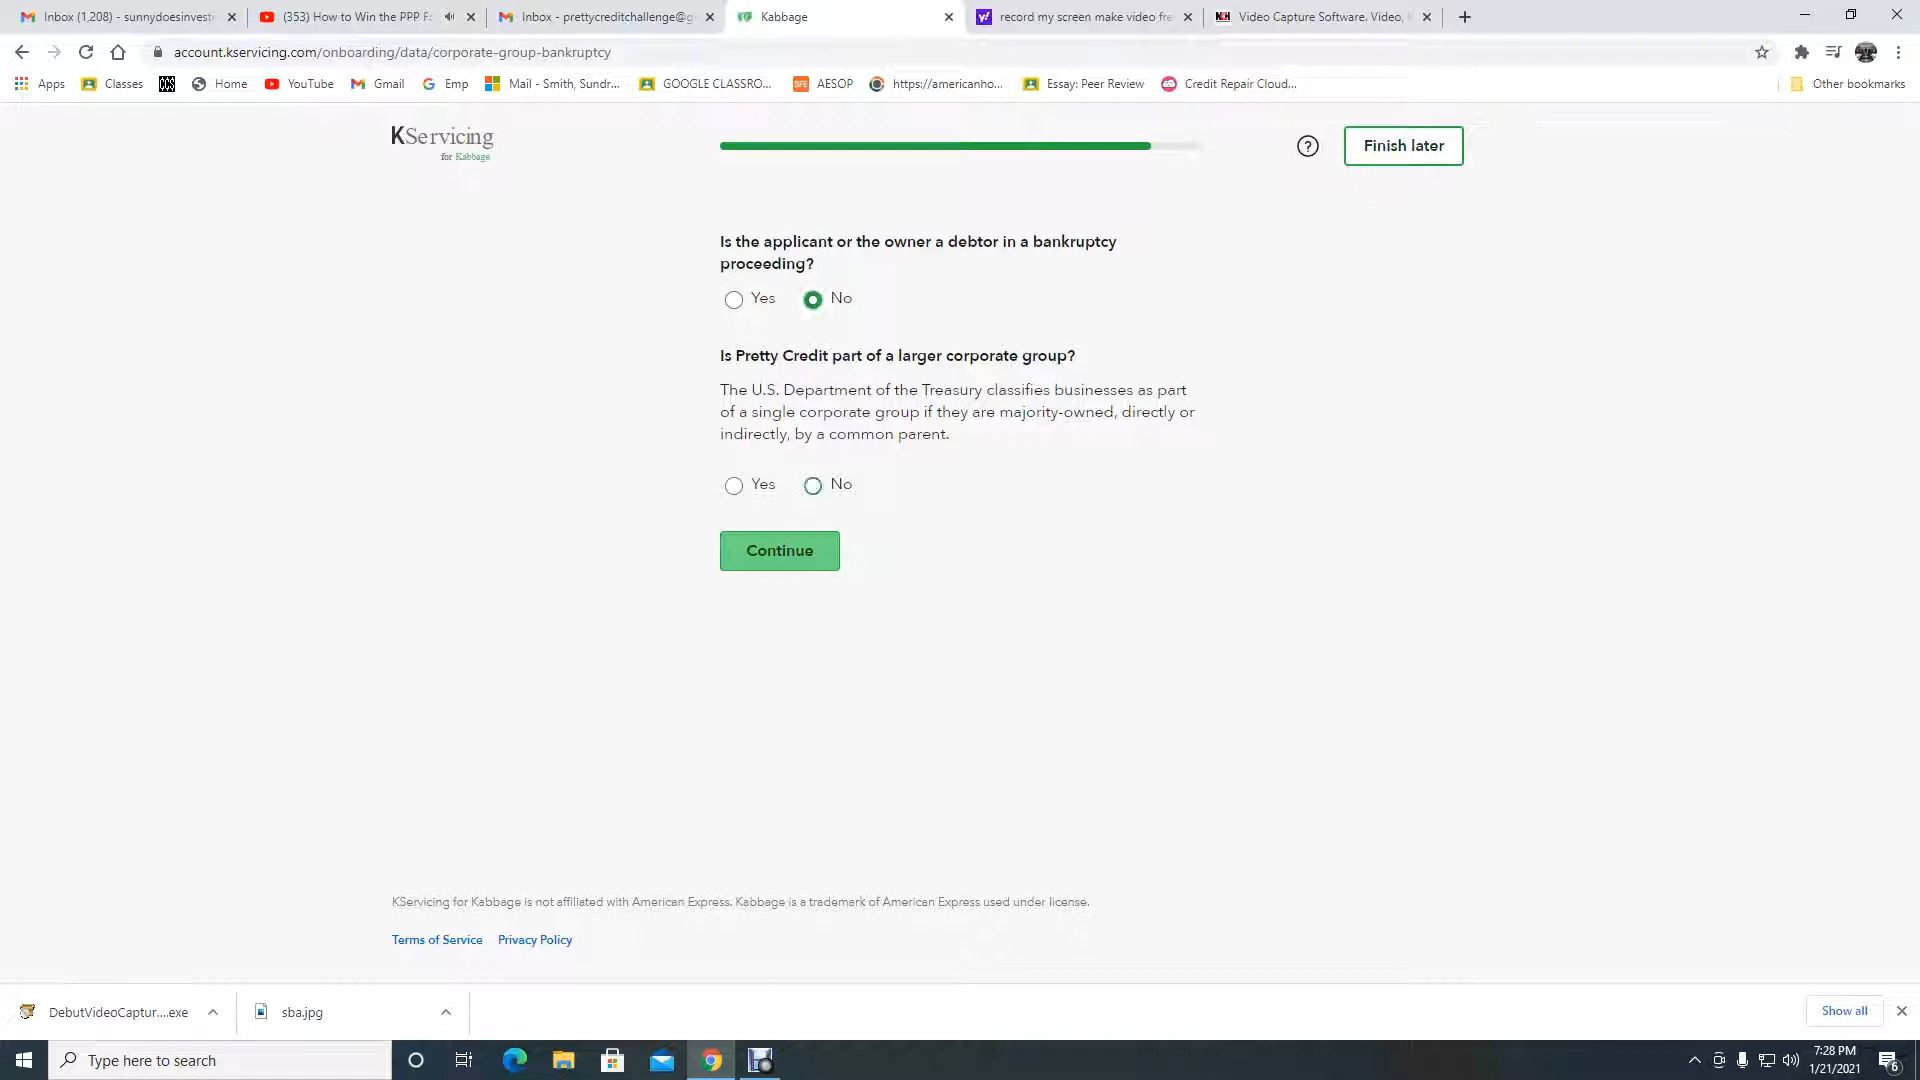 Inbox (1,208) - sunnydoesinvest
(353) How to Win the PPP F
Inbox - prettycreditchallenge@g
Kabbage
record my screen make video fre
Video Capture Software. Video,
account.kservicing.com/onboarding/data/corporate-group-bankruptcy
Apps
Classes
CCS
Home
YouTube
Gmail
Emp
Mail - Smith, Sundr...
GOOGLE CLASSRO...
SFE
AESOP
https://americanho...
Essay: Peer Review
Credit Repair Cloud...
Other bookmarks
KServicing
for Kabbage
?
Finish later
Is the applicant or the owner a debtor in a bankruptcy
proceeding?
Yes No
Is Pretty Credit part of a larger corporate group?
The U.S. Department of the Treasury classifies businesses as part
of a single corporate group if they are majority-owned, directly or
indirectly, by a common parent.
Yes No
Continue
KServicing for Kabbage is not affiliated with American Express. Kabbage is a trademark of American Express used under license.
Terms of Service Privacy Policy
DebutVideoCaptur....exe
sba.jpg
Show all
Type here to search
7:28 PM
1/21/2021
6